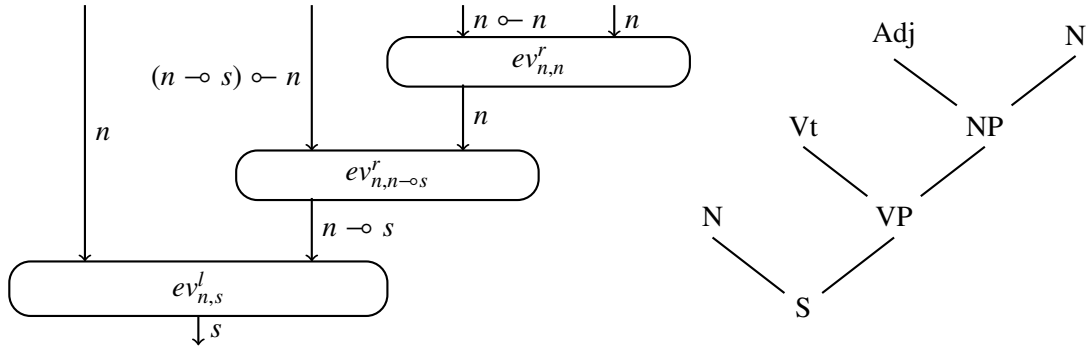 n ⟜ n
n
ev^r_{n,n}
(n ⊸ s) ⟜ n
n
n
ev^r_{n,n⊸s}
n ⊸ s
ev^l_{n,s}
s
Adj
N
Vt
NP
N
VP
S